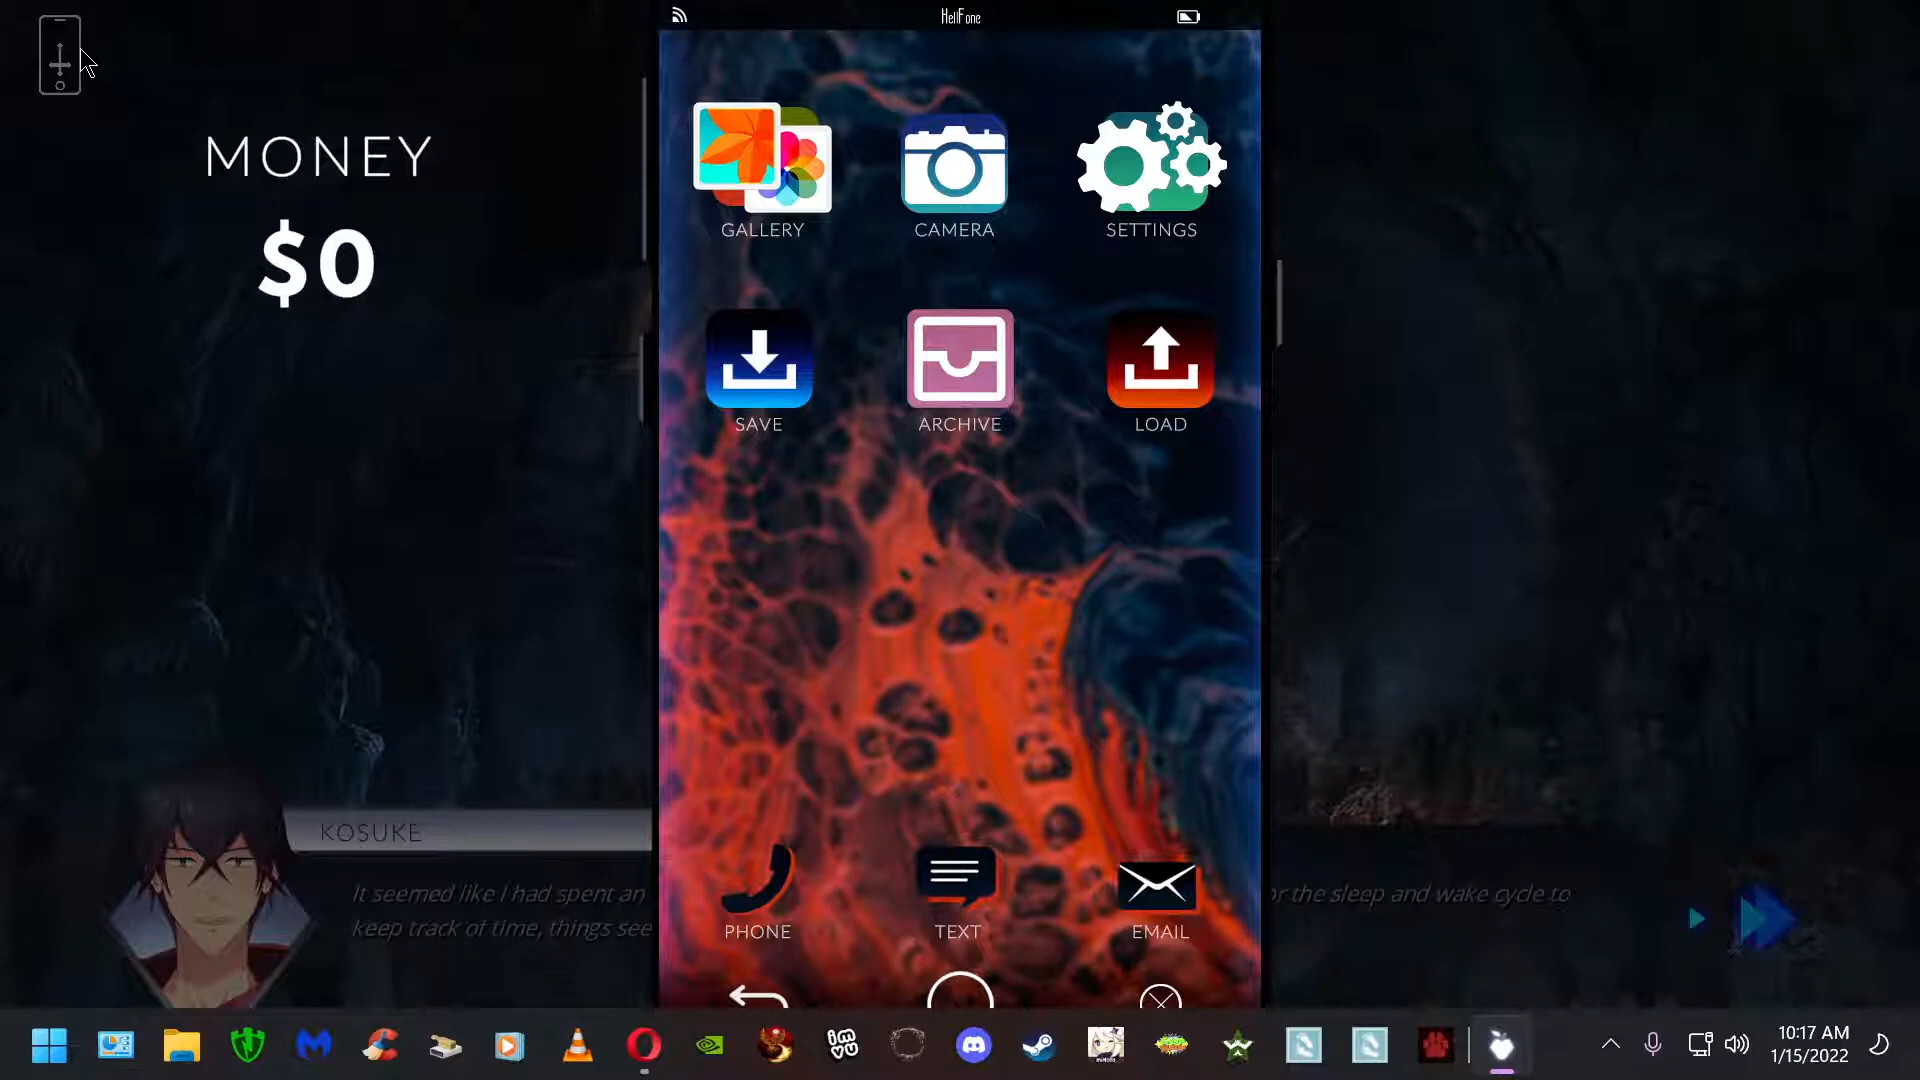 HellFone
MONEY
$0
GALLERY CAMERA SETTINGS
SAVE ARCHIVE LOAD
KOSUKE
It seemed like I had spent an
or the sleep and wake cycle to
keep track of time, things see
PHONE TEXT EMAIL
10:17 AM
1/15/2022